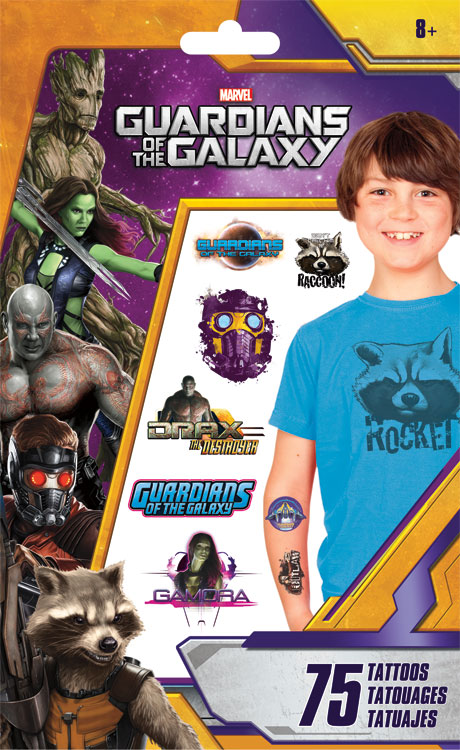 8+
MARVEL
GUARDIANS
OF THE GALAXY
GUARDIANS
OF THE GALAXY
RACCOON!
DRAX
THE DESTROYER
ROCKET
GUARDIANS
OF THE GALAXY
OUTLAW
GAMORA
75 TATTOOS
TATOUAGES
TATUAJES